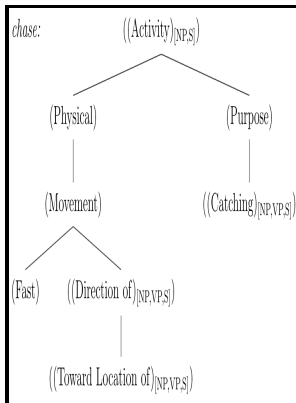 chase: ((Activity)[NP,S])
(Physical) (Purpose)
(Movement) ((Catching)[NP,VP,S])
(Fast) ((Direction of)[NP,VP,S])
((Toward Location of)[NP,VP,S])